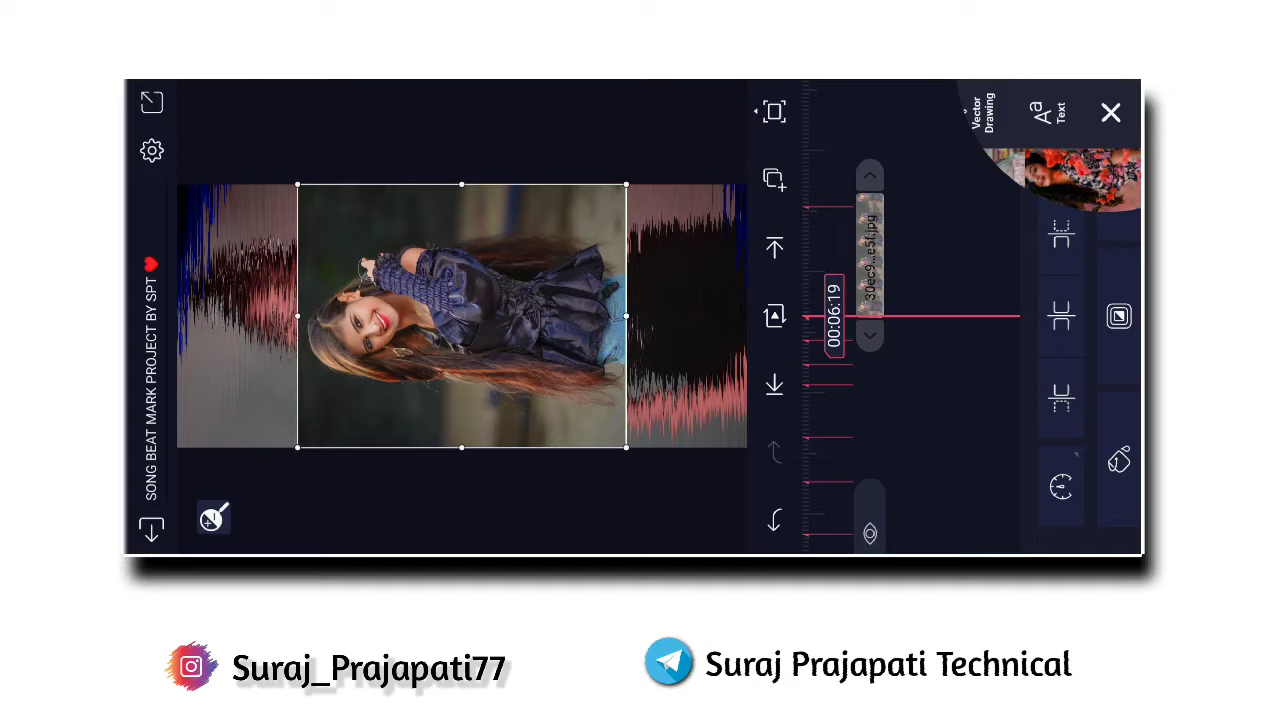 SONG BEAT MARK PROJECT BY SPT ❤️
00:06:19
30ec9...e5f.jpg
Vector
Drawing
Aa
Text
Suraj_Prajapati77
Suraj Prajapati Technical